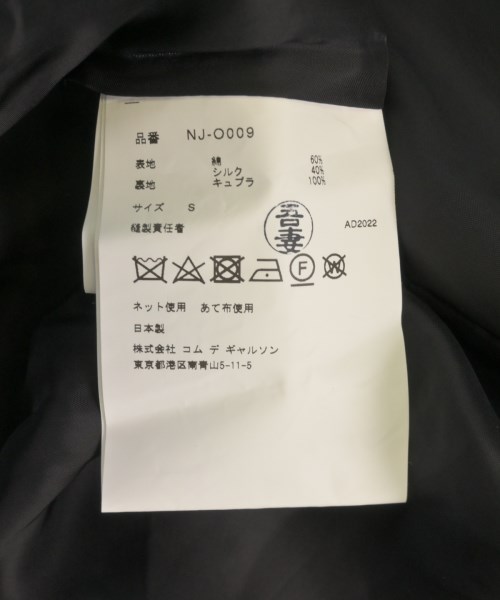 品番 NJ-O009
表地 綿 60%
シルク 40%
裏地 キュプラ 100%
サイズ S
縫製責任者 吾妻 AD2022
F W
ネット使用 あて布使用
日本製
株式会社 コム デ ギャルソン
東京都港区南青山5-11-5